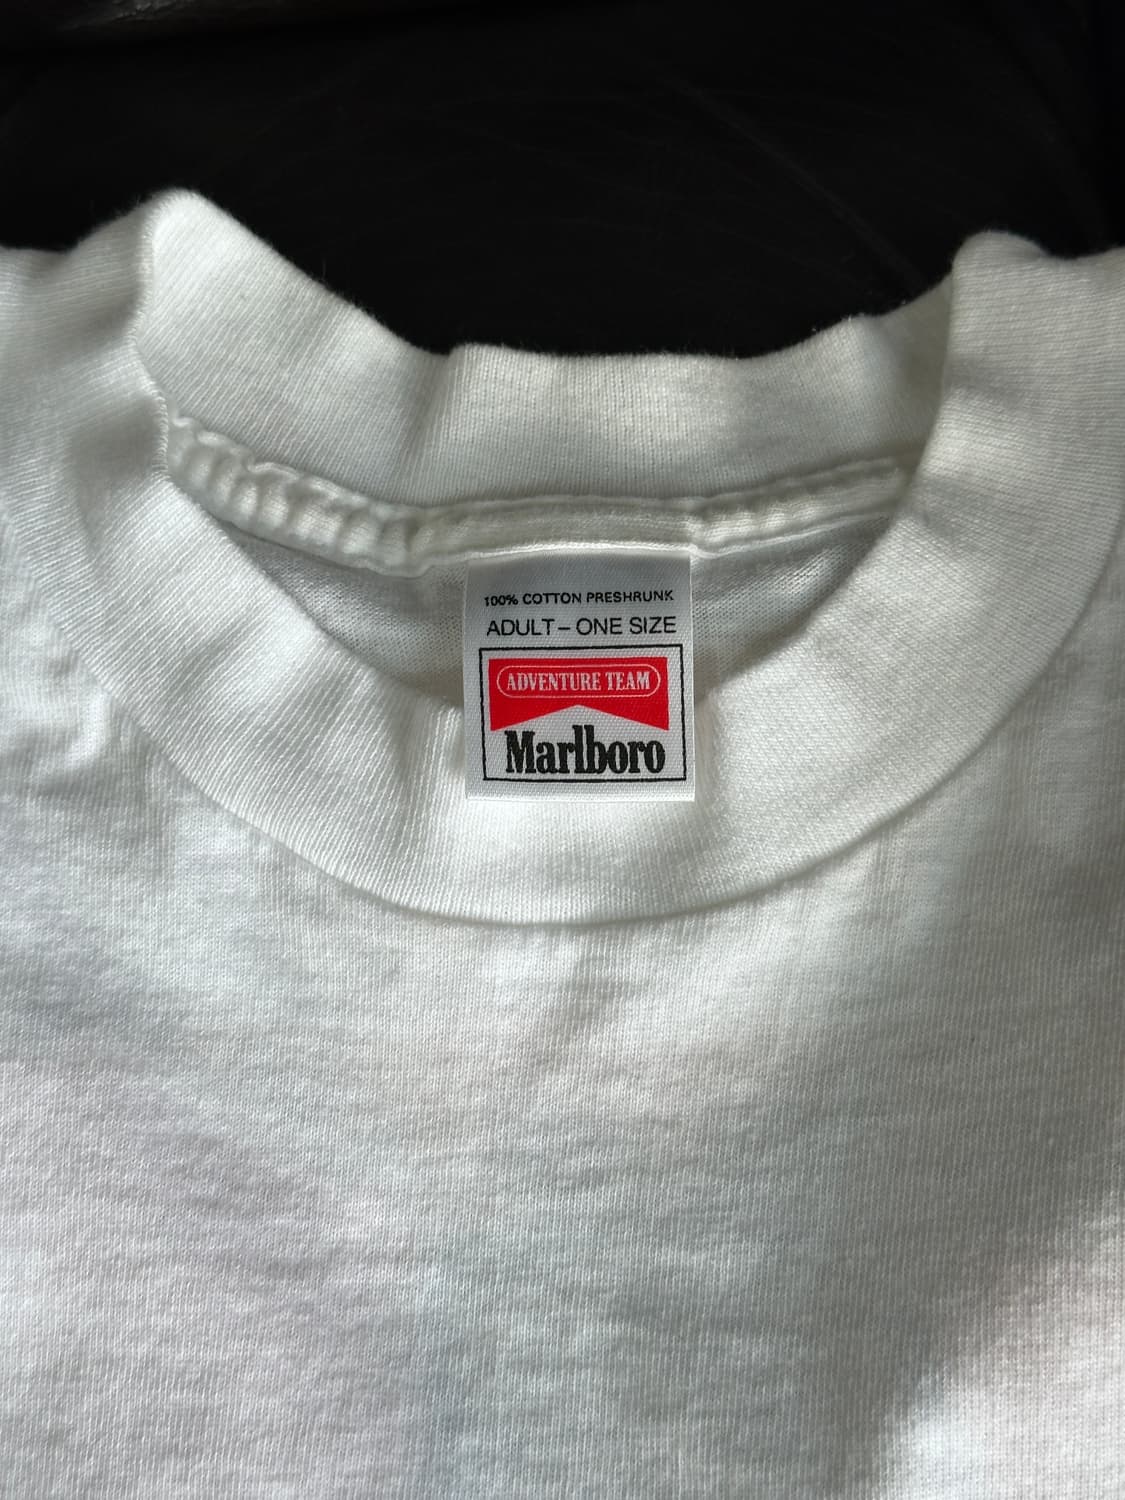 100% COTTON PRESHRUNK
ADULT – ONE SIZE
ADVENTURE TEAM
Marlboro